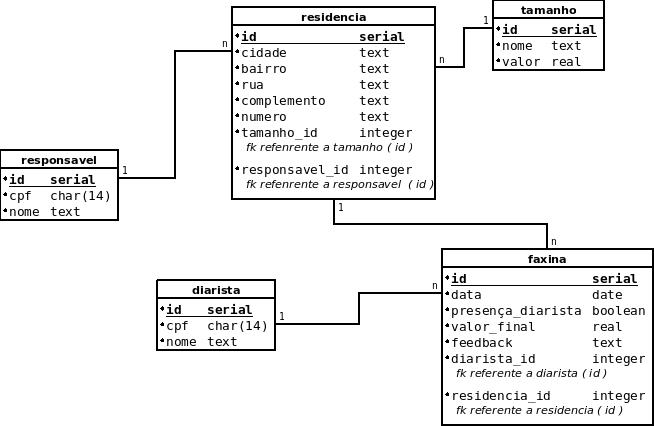 residencia
id serial
cidade text
bairro text
rua text
complemento text
numero text
tamanho_id integer
fk refenrente a tamanho ( id )
responsavel_id integer
fk refenrente a responsavel ( id )
tamanho
id serial
nome text
valor real
1
n
n
responsavel
id serial
cpf char(14)
nome text
1
1
n
diarista
id serial
cpf char(14)
nome text
1
n
faxina
id serial
data date
presença_diarista boolean
valor_final real
feedback text
diarista_id integer
fk referente a diarista ( id )
residencia_id integer
fk referente a residencia ( id )